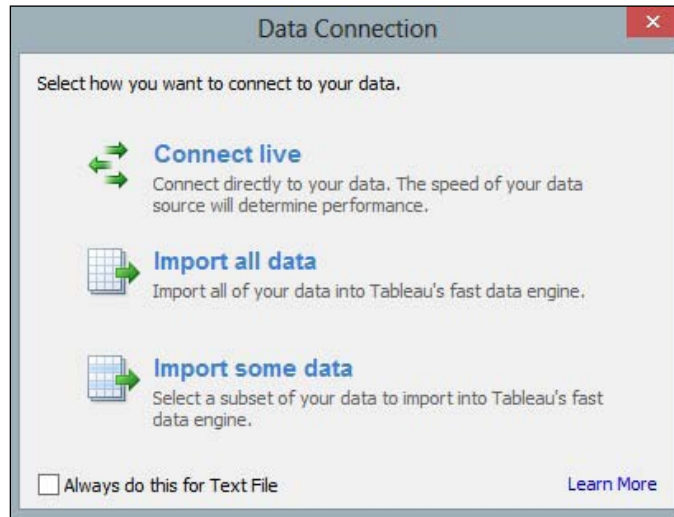 Data Connection
Select how you want to connect to your data.
Connect live
Connect directly to your data. The speed of your data
source will determine performance.
Import all data
Import all of your data into Tableau's fast data engine.
Import some data
Select a subset of your data to import into Tableau's fast
data engine.
Always do this for Text File
Learn More